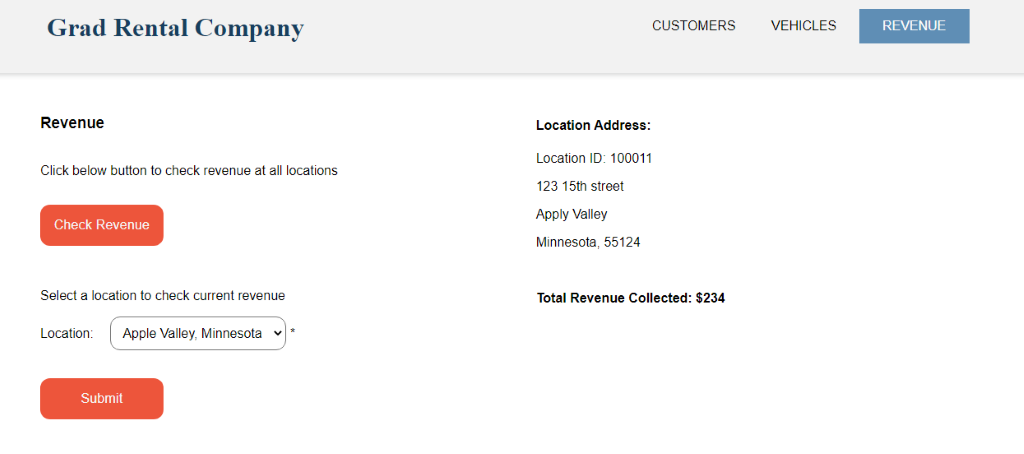 Grad Rental Company
CUSTOMERS VEHICLES REVENUE
Revenue
Click below button to check revenue at all locations
Check Revenue
Select a location to check current revenue
Location: Apple Valley, Minnesota *
Submit
Location Address:
Location ID: 100011
123 15th street
Apply Valley
Minnesota, 55124
Total Revenue Collected: $234